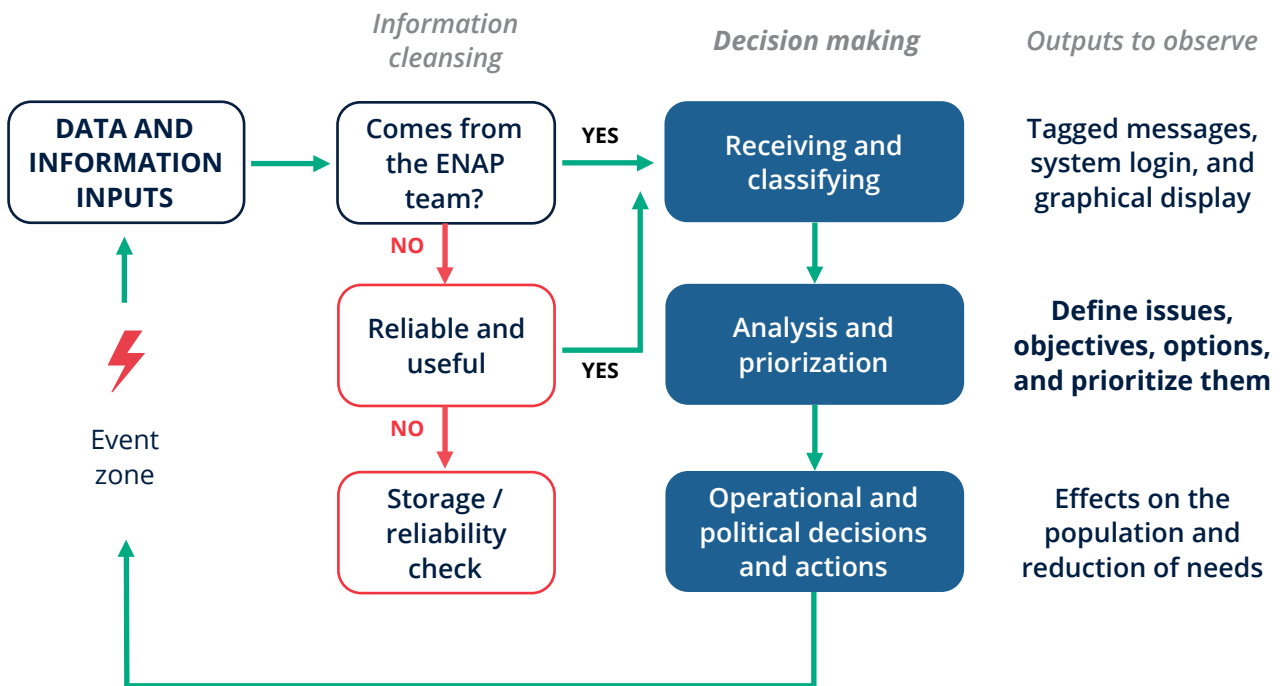 Information
cleansing
Decision making
Outputs to observe
DATA AND
INFORMATION
INPUTS
Comes from
the ENAP
team?
YES
Receiving and
classifying
Tagged messages,
system login, and
graphical display
NO
Reliable and
useful
YES
Analysis and
priorization
Define issues,
objectives, options,
and prioritize them
Event
zone
NO
Storage /
reliability
check
Operational and
political decisions
and actions
Effects on the
population and
reduction of needs